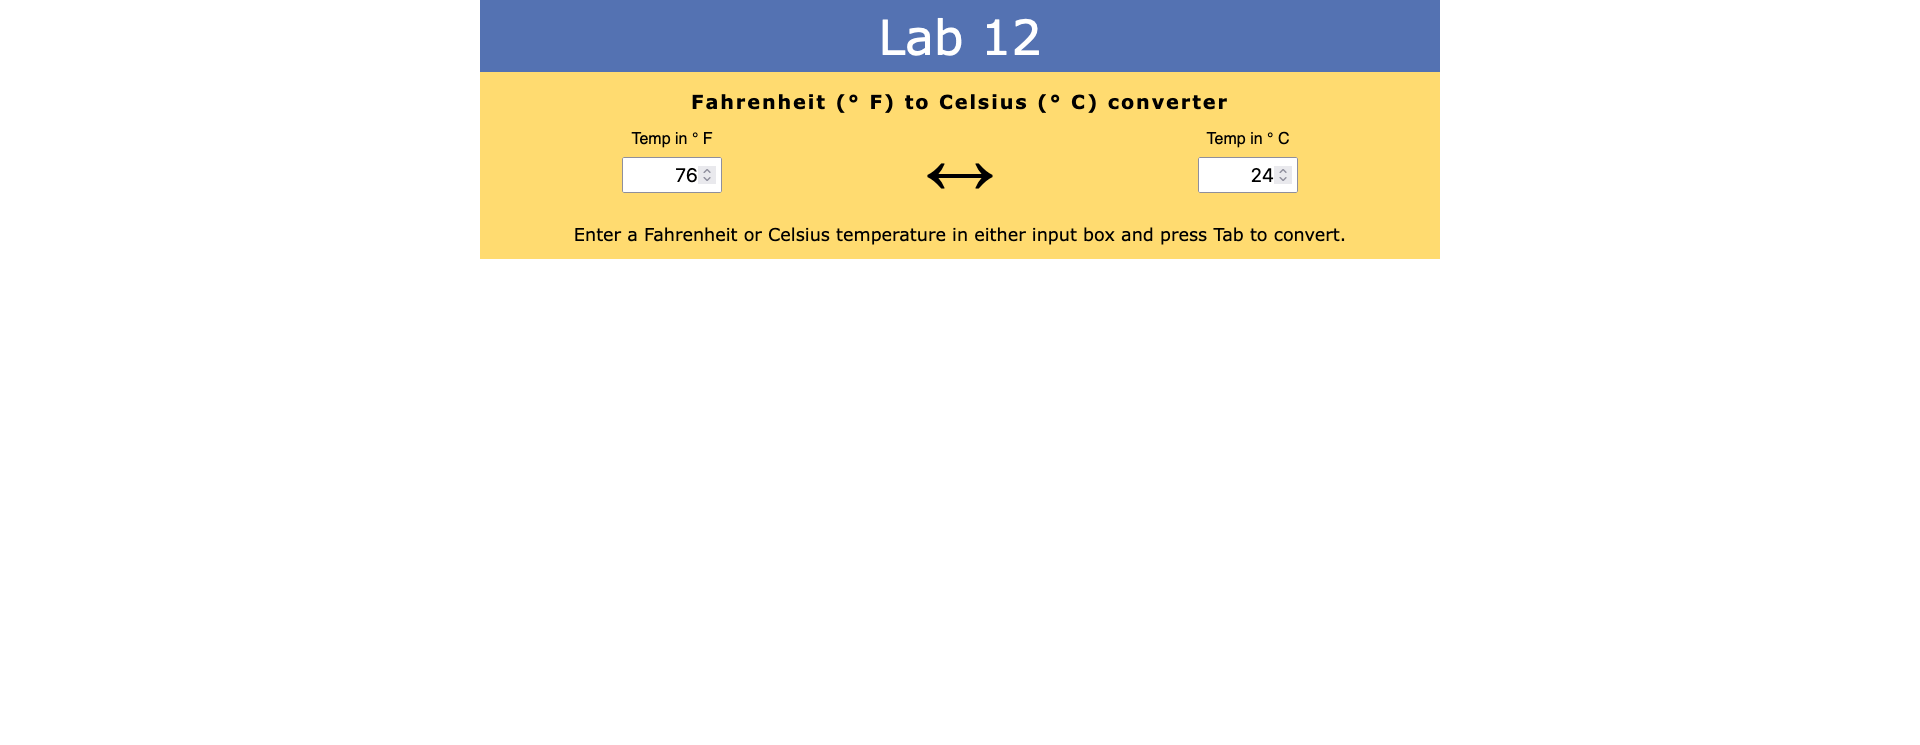 Lab 12
Fahrenheit (° F) to Celsius (° C) converter
Temp in ° F
Temp in ° C
76
24
Enter a Fahrenheit or Celsius temperature in either input box and press Tab to convert.